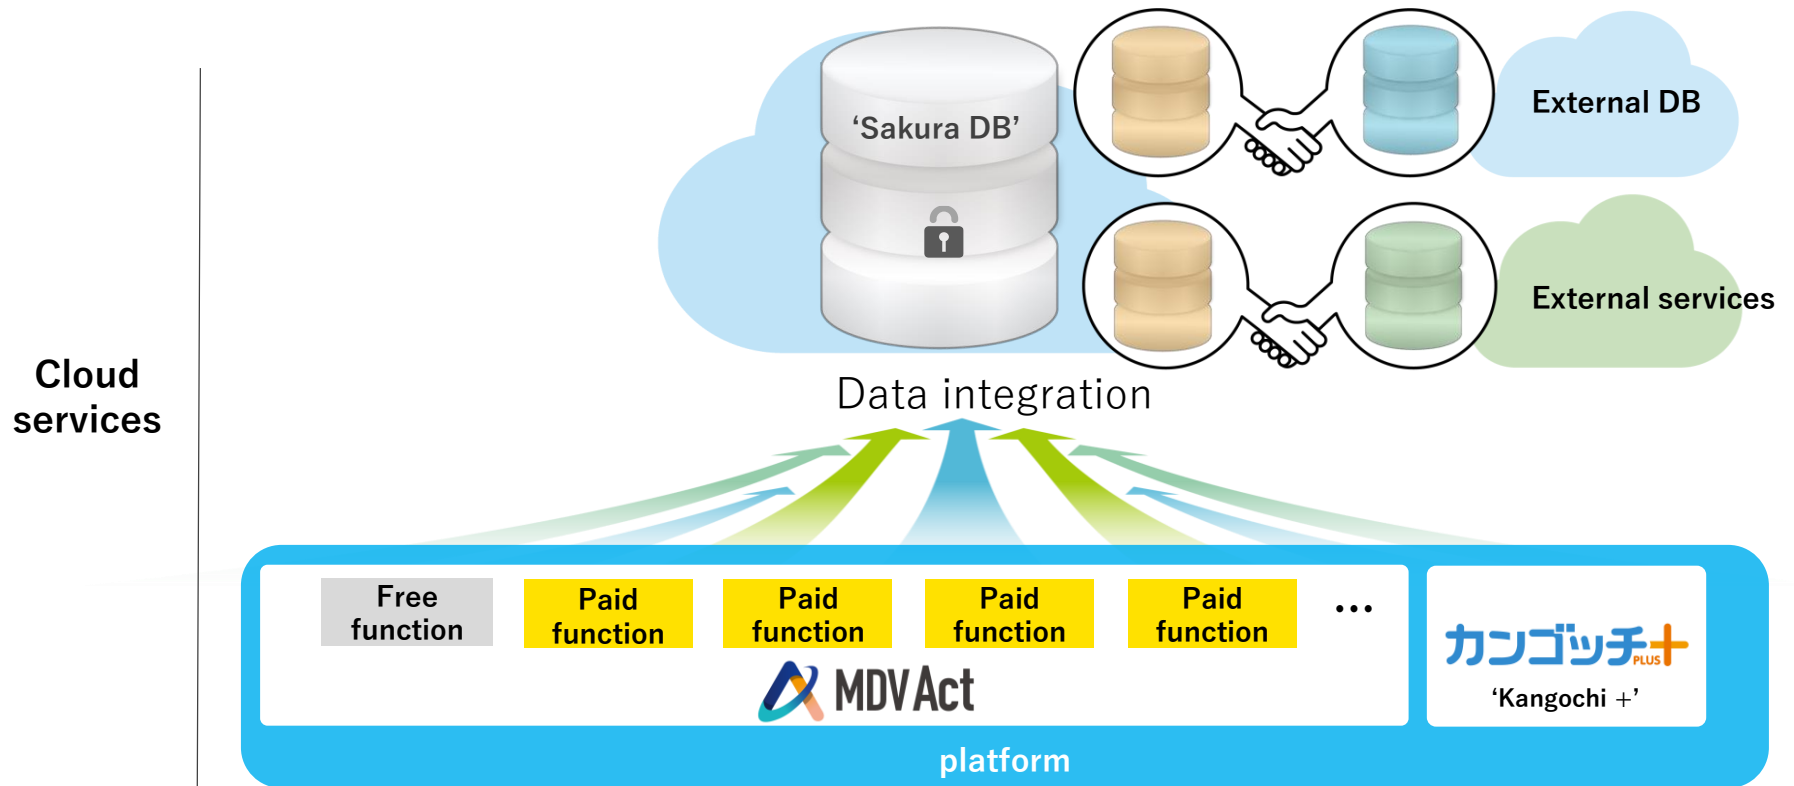 ‘Sakura DB’
External DB
External services
Cloud
services
Data integration
Free
function
Paid
function
Paid
function
Paid
function
Paid
function
…
MDV Act
カンゴッチ+
PLUS
‘Kangochi +’
platform